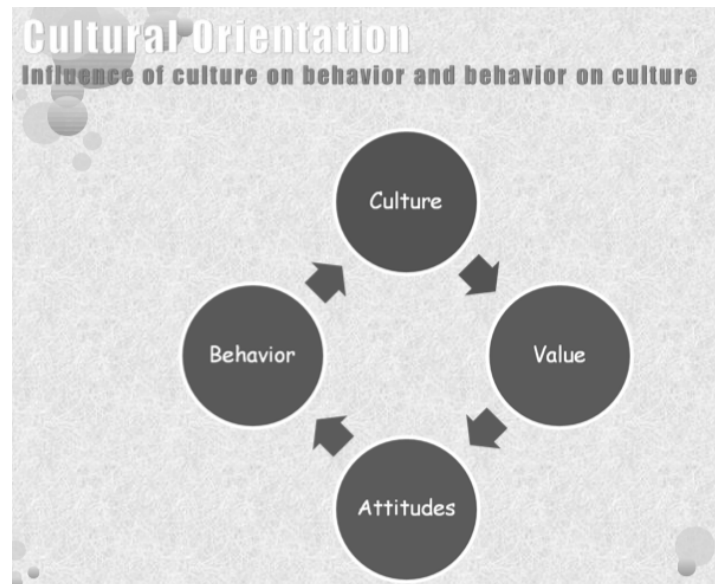 Cultural Orientation
Influence of culture on behavior and behavior on culture
Culture
Behavior
Value
Attitudes